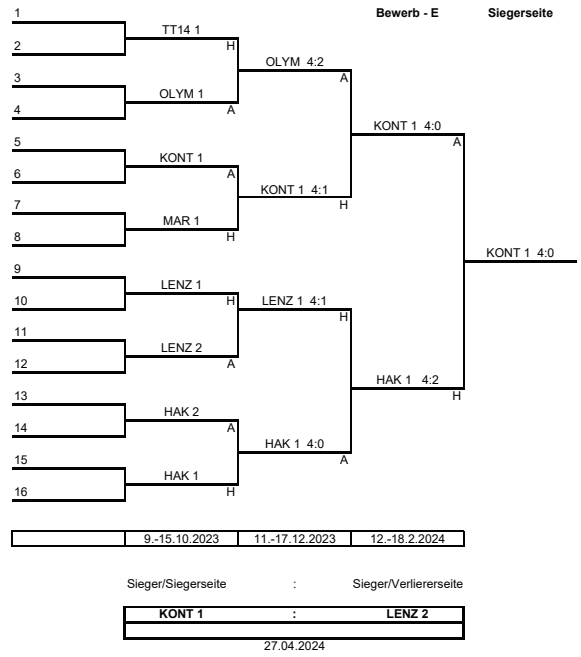 1 Bewerb - E Siegerseite
TT14 1
2 H
OLYM 4:2
3 A
OLYM 1
4 A
KONT 1 4:0
5 A
KONT 1
6 A
KONT 1 4:1
7 H
MAR 1
8 H
KONT 1 4:0
9
LENZ 1
10 H LENZ 1 4:1
11 H
LENZ 2
12 A
HAK 1 4:2
13 H
HAK 2
14 A
HAK 1 4:0
15 A
HAK 1
16 H
9.-15.10.2023 11.-17.12.2023 12.-18.2.2024
Sieger/Siegerseite : Sieger/Verliererseite
KONT 1 : LENZ 2
27.04.2024